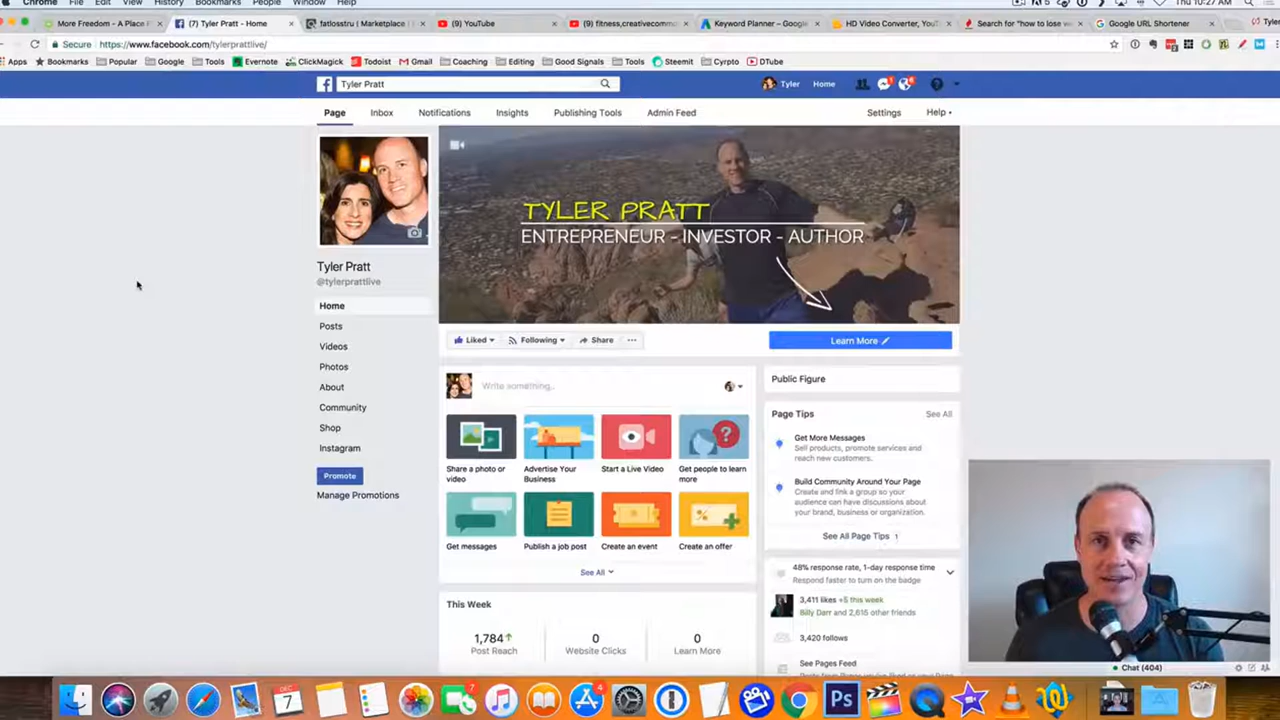 Chrome File Edit View History Bookmarks People Window Help Thu 10:27 AM
More Freedom - A Place F
(7) Tyler Pratt - Home
fatlosstru | Marketplace
(9) YouTube
(9) fitness,creativecomm
Keyword Planner – Google
HD Video Converter, YouTu
Search for "how to lose w
Google URL Shortener
Secure https://www.facebook.com/tylerprattlive/
Apps Bookmarks Popular Google Tools Evernote ClickMagick Todoist Gmail Coaching Editing Good Signals Tools Steemit Cyrpto DTube
Tyler Pratt
Tyler Home
Page Inbox Notifications Insights Publishing Tools Admin Feed Settings Help
TYLER PRATT
ENTREPRENEUR - INVESTOR - AUTHOR
Tyler Pratt
@tylerprattlive
Home
Posts
Videos
Photos
About
Community
Shop
Instagram
Promote
Manage Promotions
Liked Following Share ...
Learn More
Write something...
Share a photo or video
Advertise Your Business
Start a Live Video
Get people to learn more
Get messages
Publish a job post
Create an event
Create an offer
See All
This Week
1,784
Post Reach
0
Website Clicks
0
Learn More
Public Figure
Page Tips See All
Get More Messages
Sell products, promote services and
reach new customers.
Build Community Around Your Page
Create and link a group so your
audience can have discussions about
your brand, business or organization.
See All Page Tips 1
48% response rate, 1-day response time
Respond faster to turn on the badge
3,411 likes +5 this week
Billy Darr and 2,615 other friends
3,420 follows
See Pages Feed
Chat (404)
DEC
7